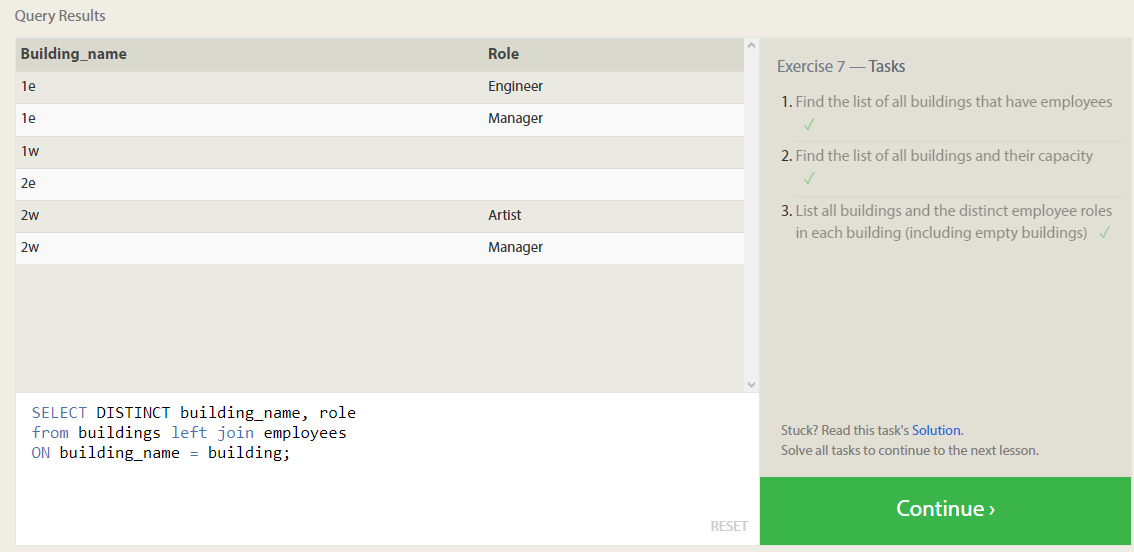 Query Results
Building_name Role
1e Engineer
1e Manager
1w
2e
2w Artist
2w Manager
SELECT DISTINCT building_name, role
from buildings left join employees
ON building_name = building;
RESET
Exercise 7 — Tasks
1. Find the list of all buildings that have employees
✓
2. Find the list of all buildings and their capacity
✓
3. List all buildings and the distinct employee roles
in each building (including empty buildings) ✓
Stuck? Read this task's Solution.
Solve all tasks to continue to the next lesson.
Continue ›